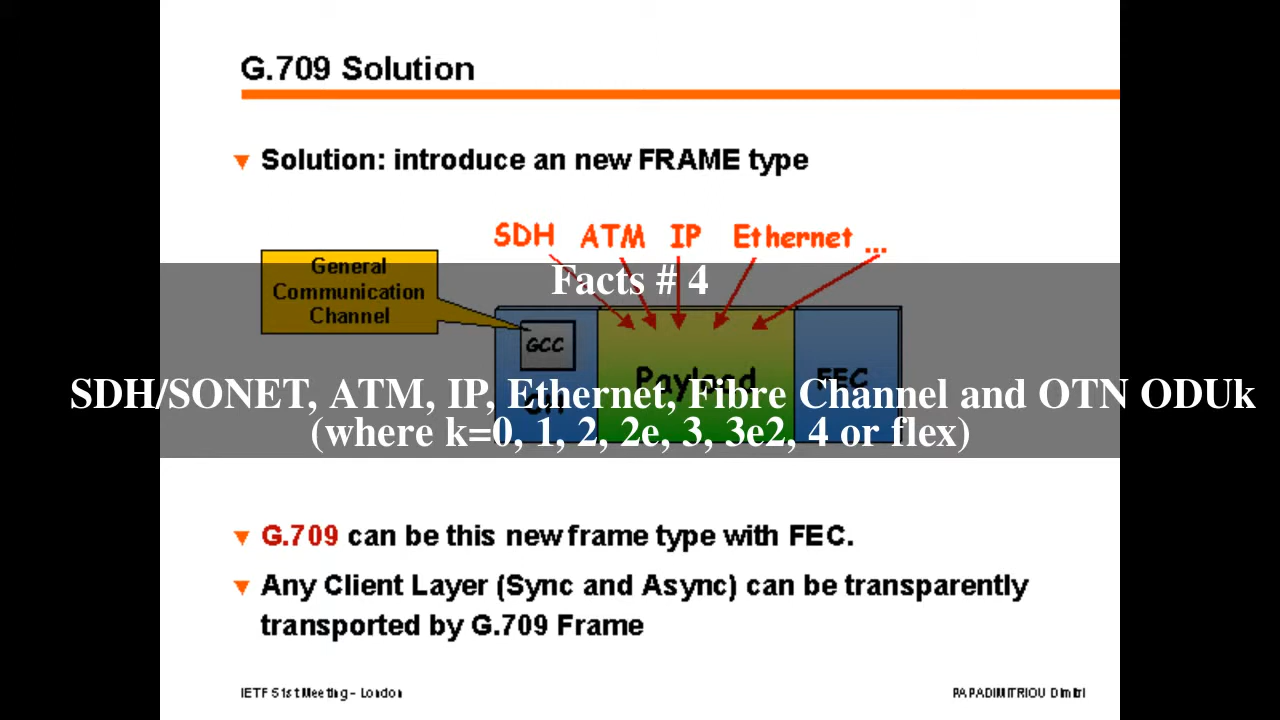 G.709 Solution
Solution: introduce an new FRAME type
SDH ATM IP Ethernet ...
General
Communication
Channel
Facts # 4
GCC
Payload
FEC
OH
SDH/SONET, ATM, IP, Ethernet, Fibre Channel and OTN ODUk
(where k=0, 1, 2, 2e, 3, 3e2, 4 or flex)
G.709 can be this new frame type with FEC.
Any Client Layer (Sync and Async) can be transparently
transported by G.709 Frame
IETF 51st Meeting - London
PAPADIMITRIOU Dimitri